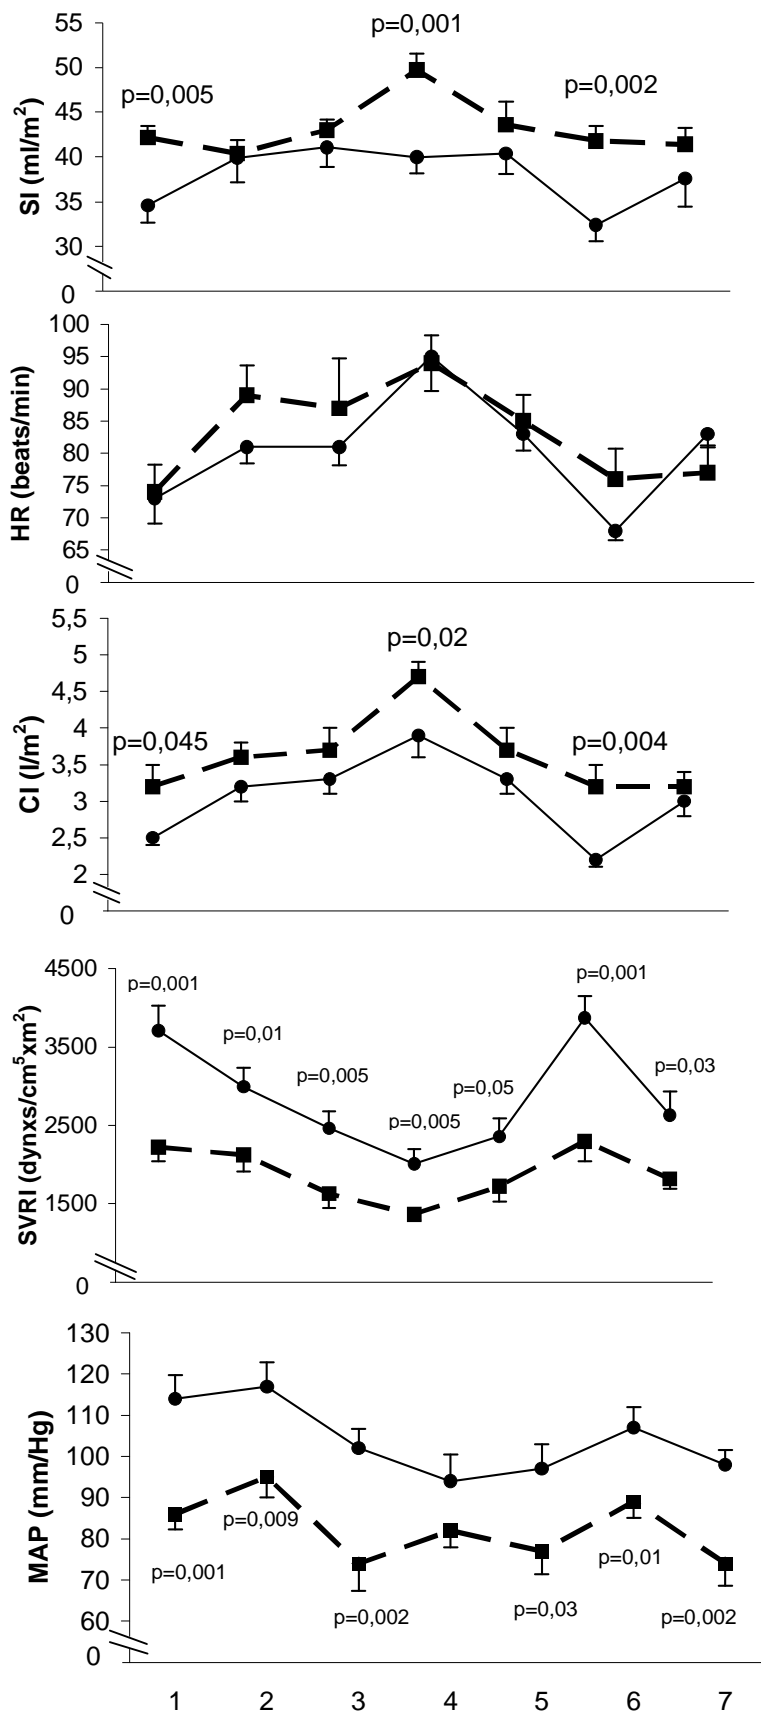 SI (ml/m²)
55
50
45
40
35
30
0
p=0,005
p=0,001
p=0,002
HR (beats/min)
100
95
90
85
80
75
70
65
0
CI (l/m²)
5,5
5
4,5
4
3,5
3
2,5
2
0
p=0,045
p=0,02
p=0,004
SVRI (dynxs/cm⁵xm²)
4500
3500
2500
1500
0
p=0,001
p=0,01
p=0,005
p=0,005
p=0,05
p=0,001
p=0,03
MAP (mm/Hg)
130
120
110
100
90
80
70
60
0
p=0,001
p=0,009
p=0,002
p=0,03
p=0,01
p=0,002
1 2 3 4 5 6 7